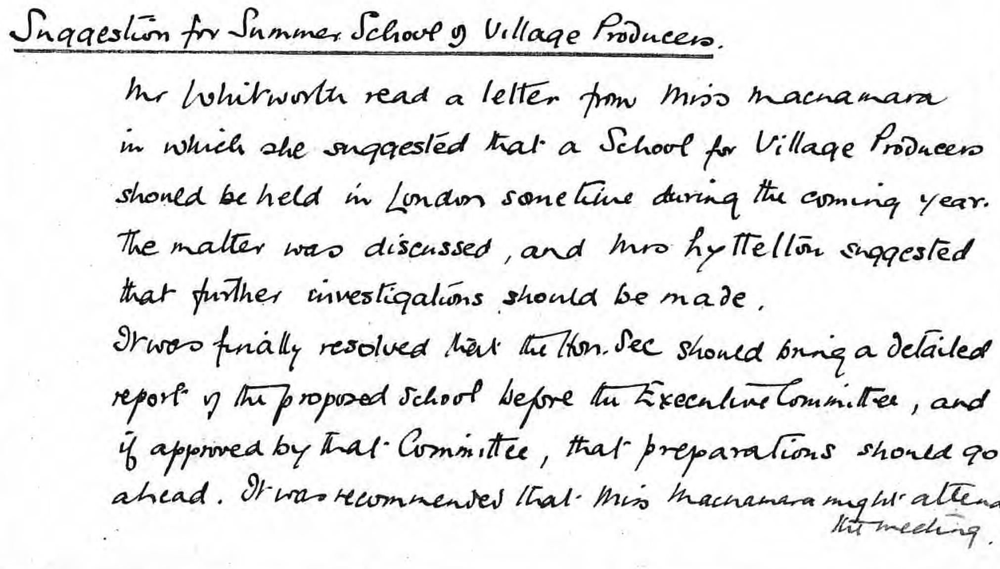 Suggestion for Summer School of Village Producers.
Mr Whitworth read a letter from Miss Macnamara
in which she suggested that a School for Village Producers
should be held in London sometime during the coming year.
The matter was discussed, and Mrs Lyttelton suggested
that further investigations should be made.
It was finally resolved that the Hon. Sec should bring a detailed
report of the proposed School before the Executive Committee, and
if approved by that Committee, that preparations should go
ahead. It was recommended that Miss Macnamara might attend
the meeting.